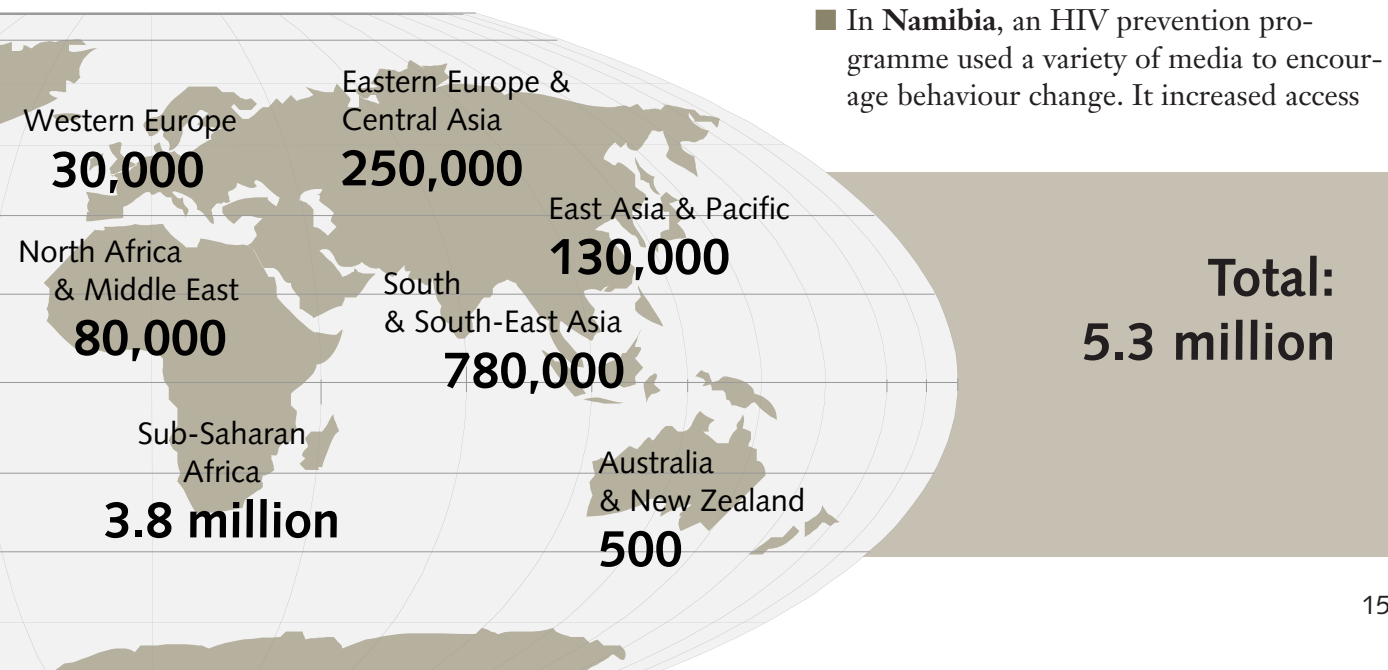 In Namibia, an HIV prevention pro-
gramme used a variety of media to encour-
age behaviour change. It increased access
Western Europe
30,000
Eastern Europe &
Central Asia
250,000
East Asia & Pacific
130,000
North Africa
& Middle East
80,000
South
& South-East Asia
780,000
Sub-Saharan
Africa
3.8 million
Australia
& New Zealand
500
Total:
5.3 million
15